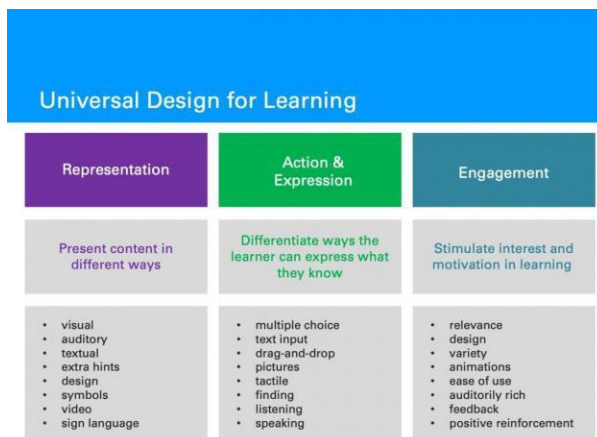 Universal Design for Learning
Representation
Action &
Expression
Engagement
Present content in
different ways
Differentiate ways the
learner can express what
they know
Stimulate interest and
motivation in learning
• visual
• auditory
• textual
• extra hints
• design
• symbols
• video
• sign language
• multiple choice
• text input
• drag-and-drop
• pictures
• tactile
• finding
• listening
• speaking
• relevance
• design
• variety
• animations
• ease of use
• auditorily rich
• feedback
• positive reinforcement